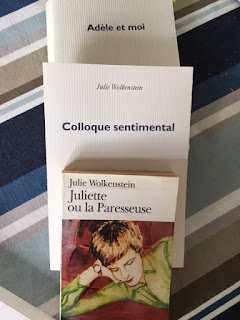 Adèle et moi
Julie Wolkenstein
Colloque sentimental
Julie Wolkenstein
Juliette
ou la Paresseuse